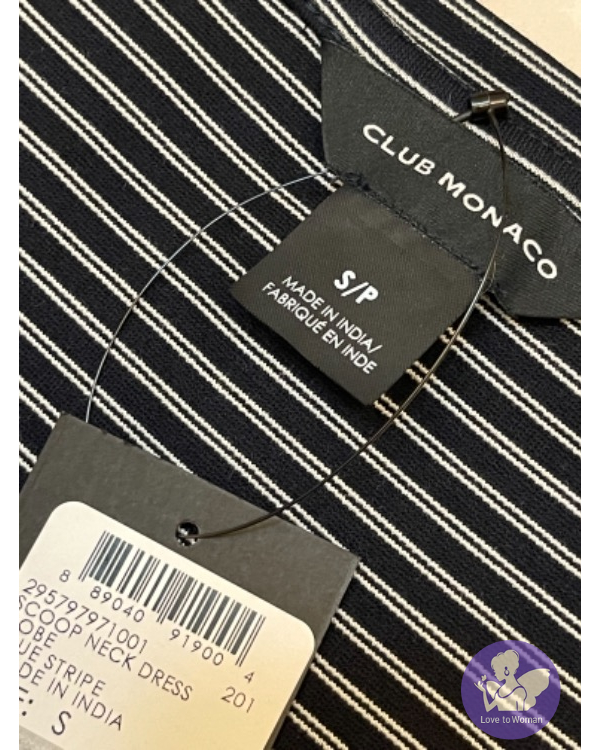 CLUB MONACO
S/P
MADE IN INDIA/
FABRIQUÉ EN INDE
8 89040 91900 4
295797971001
SCOOP NECK DRESS 201
OBE
UE STRIPE
DE IN INDIA
E: S
Love to Woman